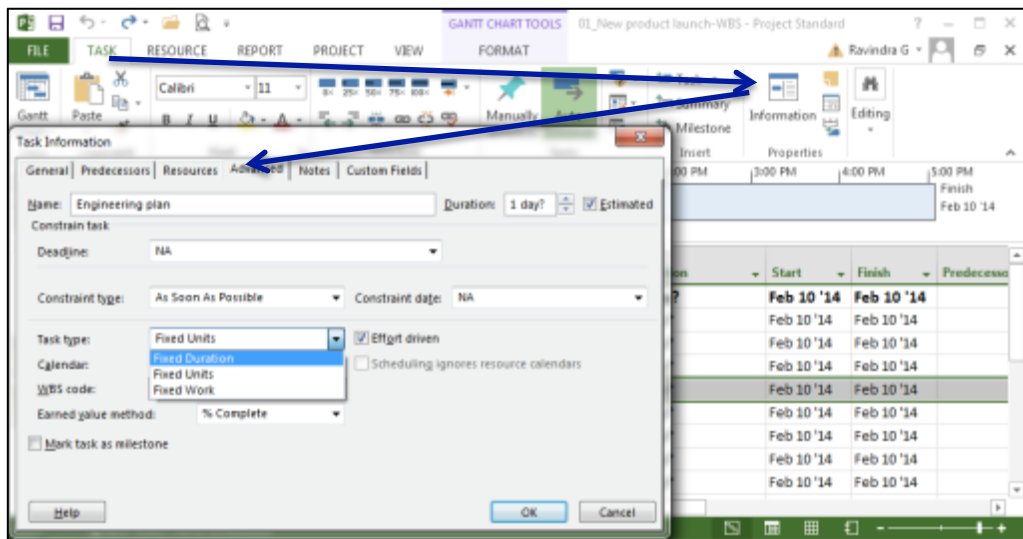 GANTT CHART TOOLS 01_New product launch-WBS - Project Standard ?
FILE TASK RESOURCE REPORT PROJECT VIEW FORMAT Ravindra G
Calibri 11
Gantt Paste B I U A Manually Summary Information Editing
Milestone
Insert Properties
Task Information
General Predecessors Resources Advanced Notes Custom Fields
:00 PM 3:00 PM 4:00 PM 5:00 PM
Finish
Feb 10 '14
Name: Engineering plan Duration: 1 day? Estimated
Constrain task
Deadline: NA
Start Finish Predecesso
Constraint type: As Soon As Possible Constraint date: NA
Feb 10 '14 Feb 10 '14
Feb 10 '14 Feb 10 '14
Task type: Fixed Units Effort driven
Feb 10 '14 Feb 10 '14
Fixed Duration
Calendar: Fixed Units Scheduling ignores resource calendars
Feb 10 '14 Feb 10 '14
WBS code: Fixed Work
Feb 10 '14 Feb 10 '14
Earned value method: % Complete
Feb 10 '14 Feb 10 '14
Mark task as milestone
Feb 10 '14 Feb 10 '14
Feb 10 '14 Feb 10 '14
Feb 10 '14 Feb 10 '14
Help OK Cancel